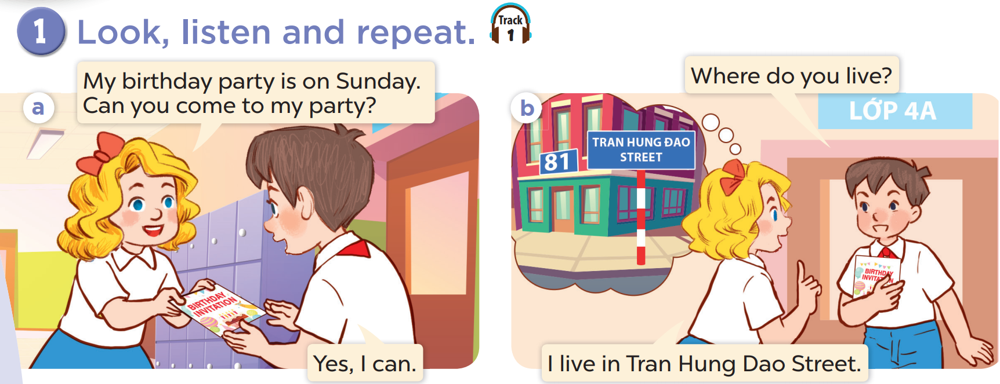 1 Look, listen and repeat.
Track
1
a
My birthday party is on Sunday.
Can you come to my party?
BIRTHDAY
INVITATION
Yes, I can.
b
Where do you live?
LỚP 4A
TRAN HUNG ĐAO
STREET
81
BIRTHDAY
I live in Tran Hung Dao Street.